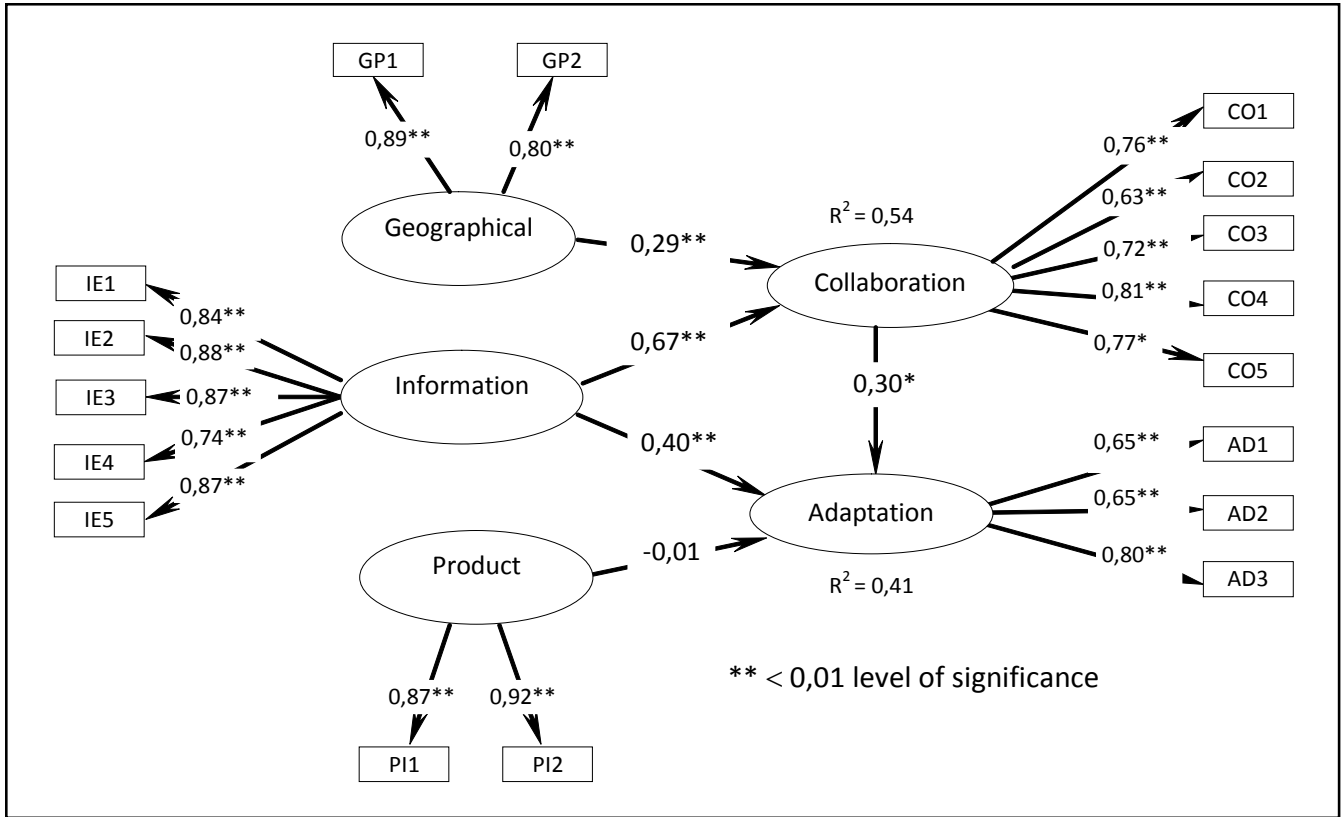 GP1
GP2
0,89**
0,80**
Geographical
0,29**
R² = 0,54
Collaboration
CO1
0,76**
CO2
0,63**
CO3
0,72**
CO4
0,81**
CO5
0,77*
IE1
0,84**
IE2
0,88**
IE3
0,87**
IE4
0,74**
IE5
0,87**
Information
0,67**
0,40**
0,30*
Adaptation
R² = 0,41
AD1
0,65**
AD2
0,65**
AD3
0,80**
Product
-0,01
0,87**
0,92**
PI1
PI2
** < 0,01 level of significance